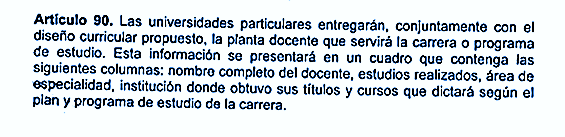 Artículo 90. Las universidades particulares entregarán, conjuntamente con el
diseño curricular propuesto, la planta docente que servirá la carrera o programa
de estudio. Esta información se presentará en un cuadro que contenga las
siguientes columnas: nombre completo del docente, estudios realizados, área de
especialidad, institución donde obtuvo sus títulos y cursos que dictará según el
plan y programa de estudio de la carrera.